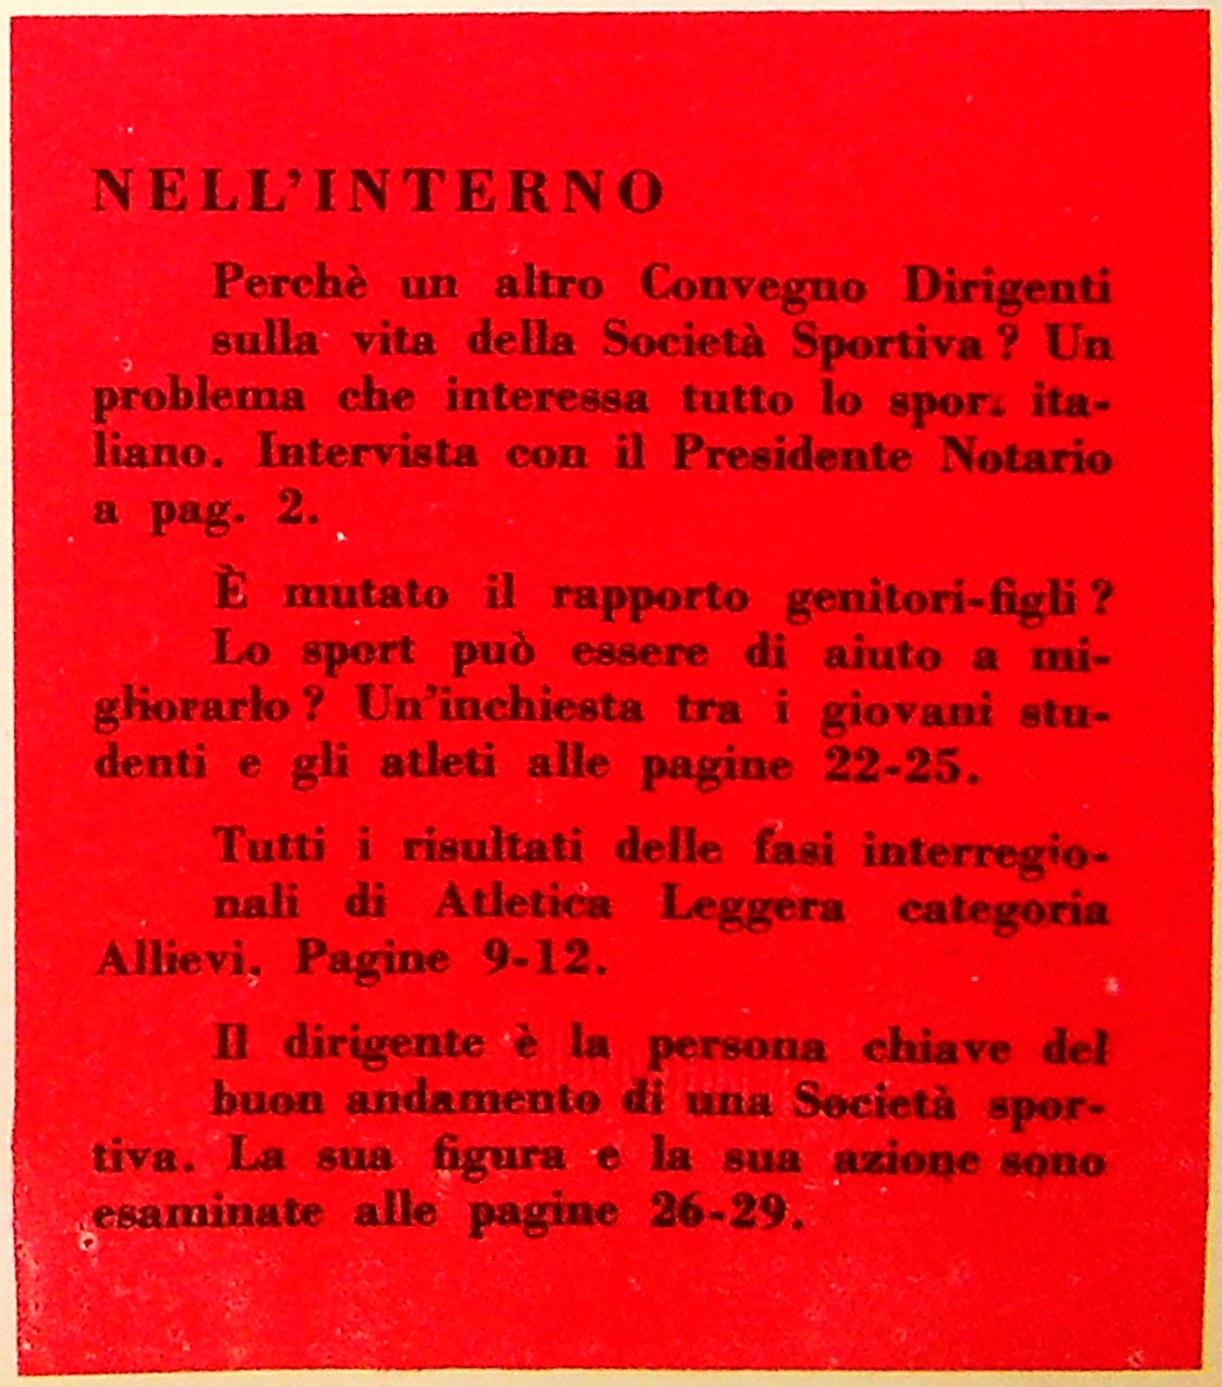 NELL'INTERNO
Perchè un altro Convegno Dirigenti
sulla vita della Società Sportiva ? Un
problema che interessa tutto lo sport ita-
liano. Intervista con il Presidente Notario
a pag. 2.
È mutato il rapporto genitori-figli ?
Lo sport può essere di aiuto a mi-
gliorarlo ? Un'inchiesta tra i giovani stu-
denti e gli atleti alle pagine 22-25.
Tutti i risultati delle fasi interregio-
nali di Atletica Leggera categoria
Allievi. Pagine 9-12.
Il dirigente è la persona chiave del
buon andamento di una Società spor-
tiva. La sua figura e la sua azione sono
esaminate alle pagine 26-29.